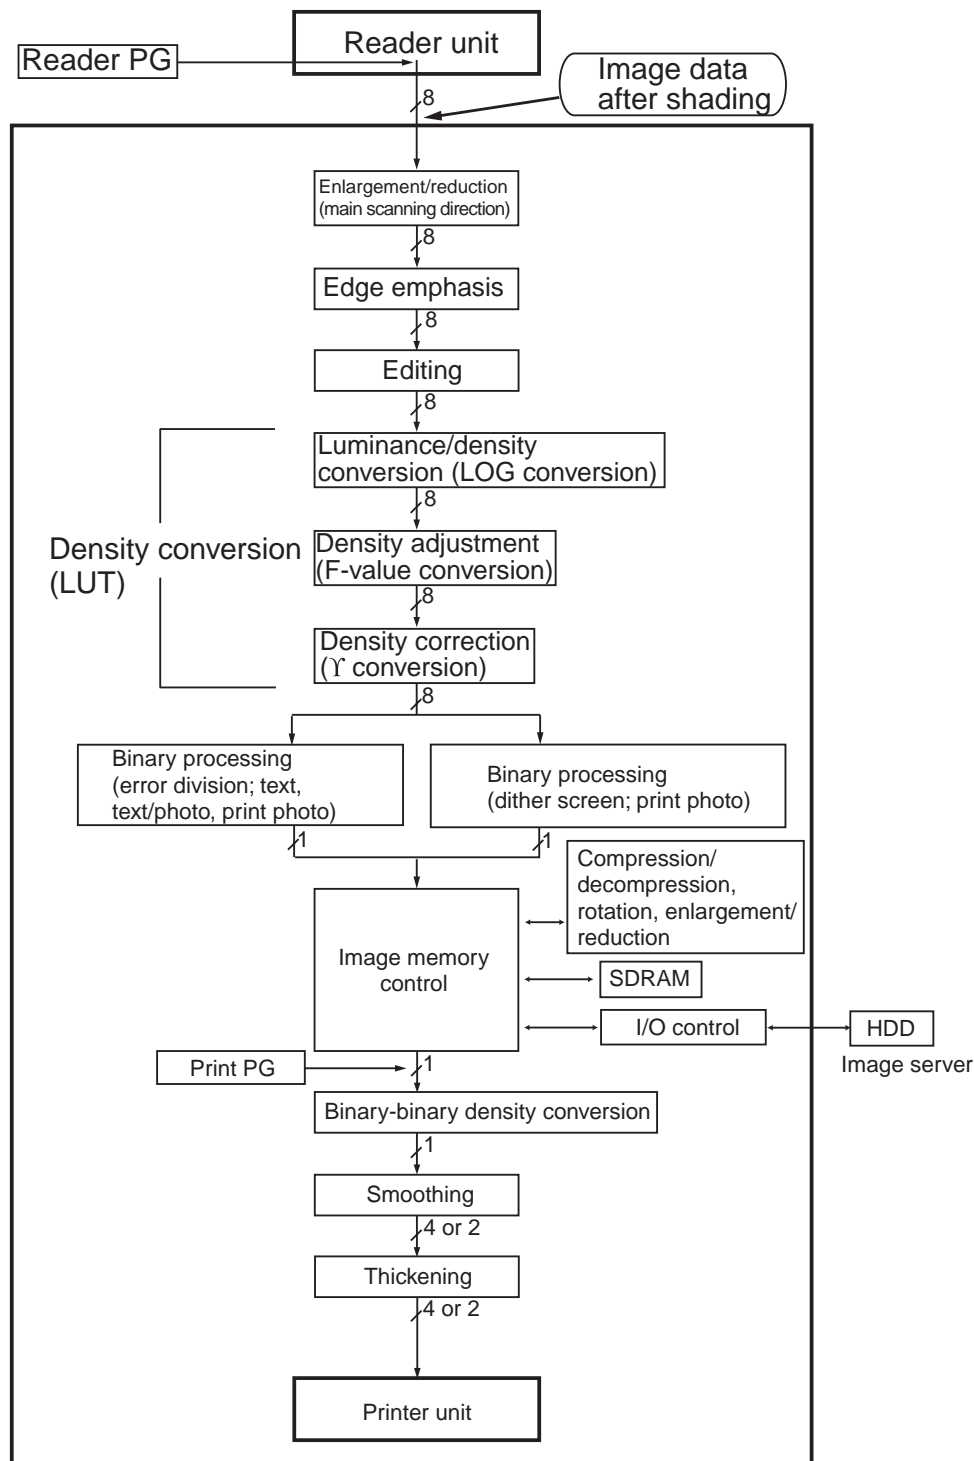 Reader unit
Reader PG
Image data
after shading
8
Enlargement/reduction
(main scanning direction)
8
Edge emphasis
8
Editing
8
Luminance/density
conversion (LOG conversion)
8
Density conversion
(LUT)
Density adjustment
(F-value conversion)
8
Density correction
(ϒ conversion)
8
Binary processing
(error division; text,
text/photo, print photo)
Binary processing
(dither screen; print photo)
1
1
Compression/
decompression,
rotation, enlargement/
reduction
Image memory
control
SDRAM
I/O control
HDD
Image server
Print PG
1
Binary-binary density conversion
1
Smoothing
4 or 2
Thickening
4 or 2
Printer unit